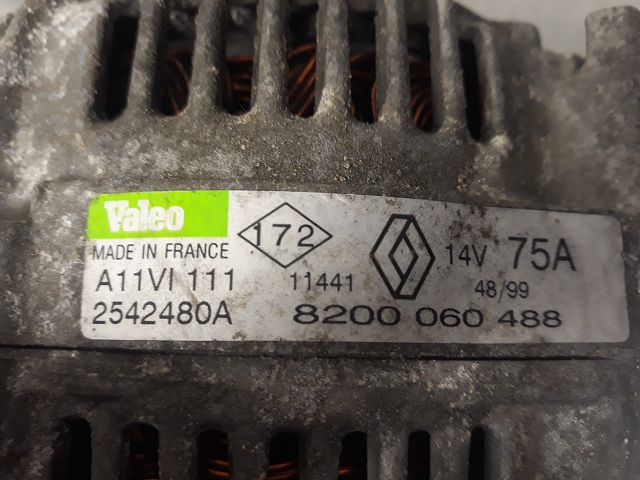 Valeo
MADE IN FRANCE
A11VI 111
2542480A
172
11441
14V 75A
48/99
8200 060 488